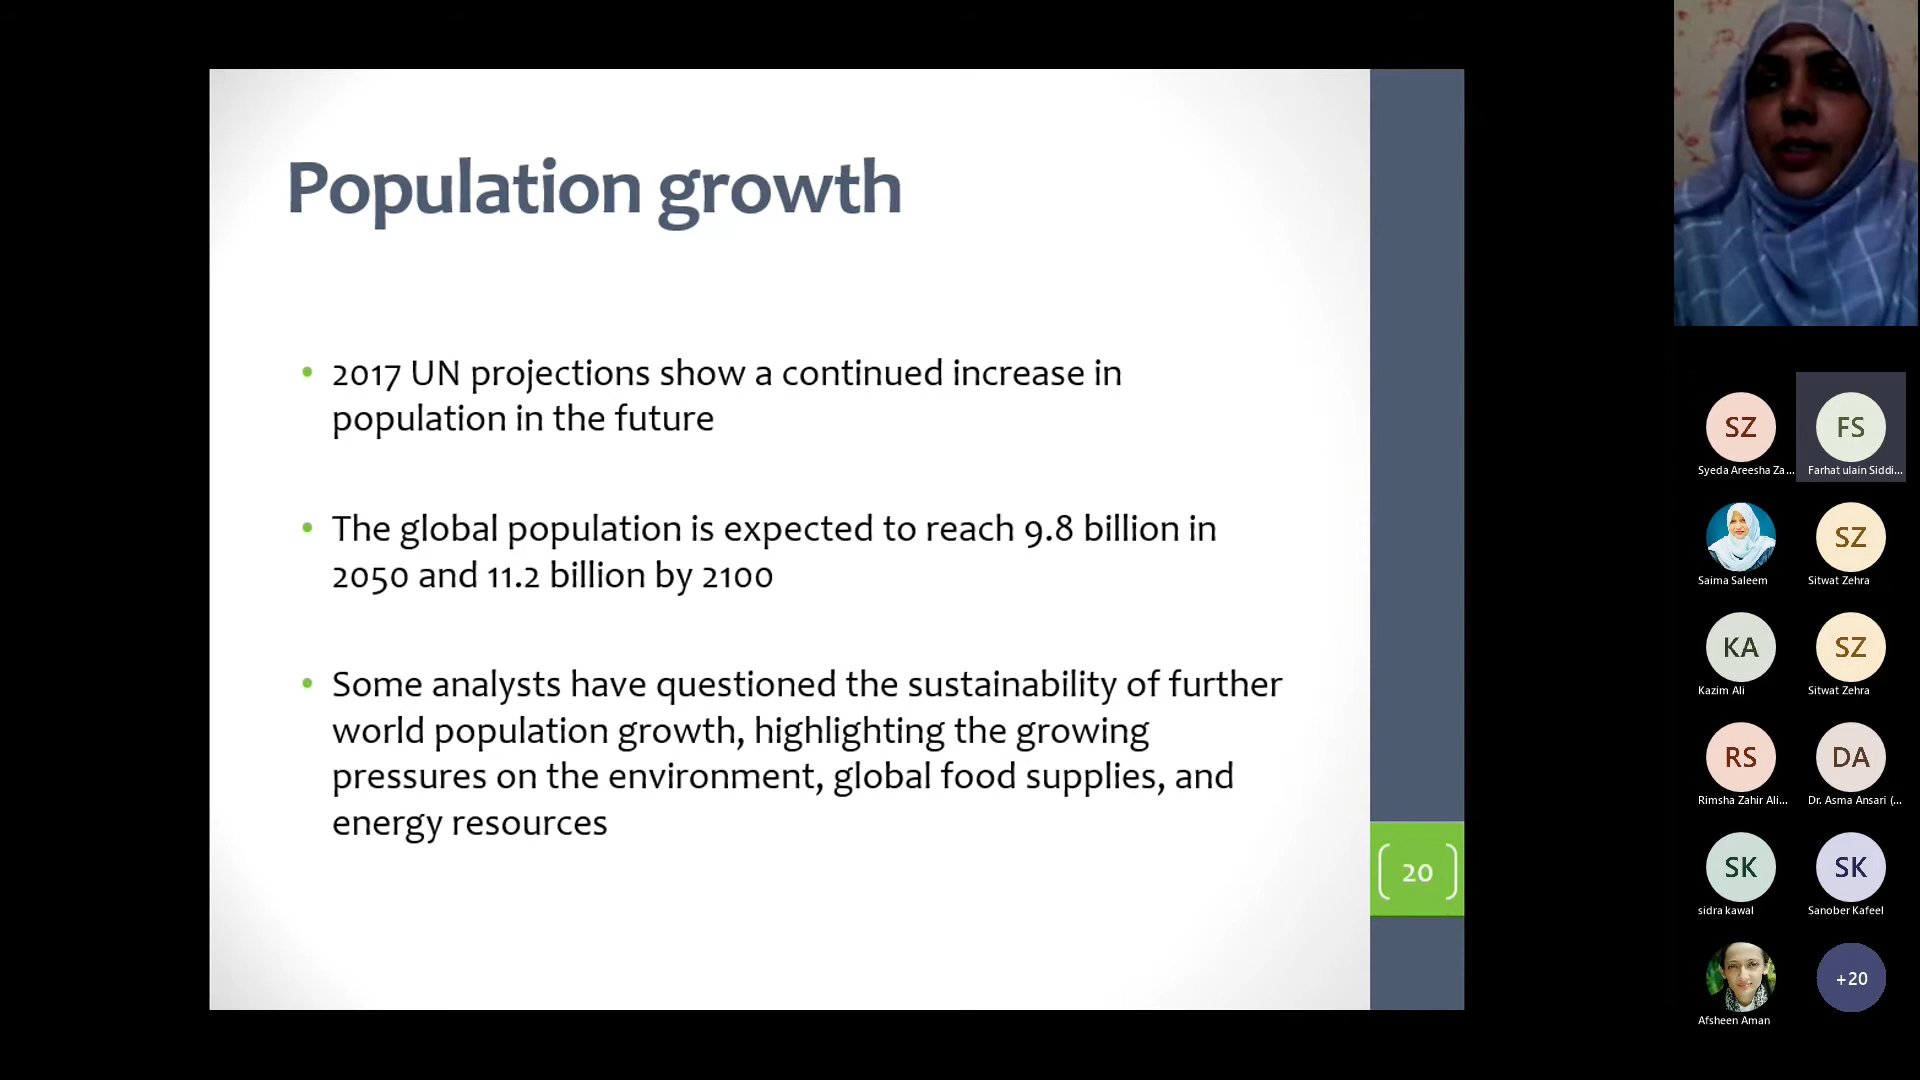 Population growth
2017 UN projections show a continued increase in
population in the future
The global population is expected to reach 9.8 billion in
2050 and 11.2 billion by 2100
Some analysts have questioned the sustainability of further
world population growth, highlighting the growing
pressures on the environment, global food supplies, and
energy resources
20
SZ
Syeda Areesha Za...
FS
Farhat ulain Siddi...
Saima Saleem
SZ
Sitwat Zehra
KA
Kazim Ali
SZ
Sitwat Zehra
RS
Rimsha Zahir Ali...
DA
Dr. Asma Ansari (...
SK
sidra kawal
SK
Sanober Kafeel
Afsheen Aman
+20